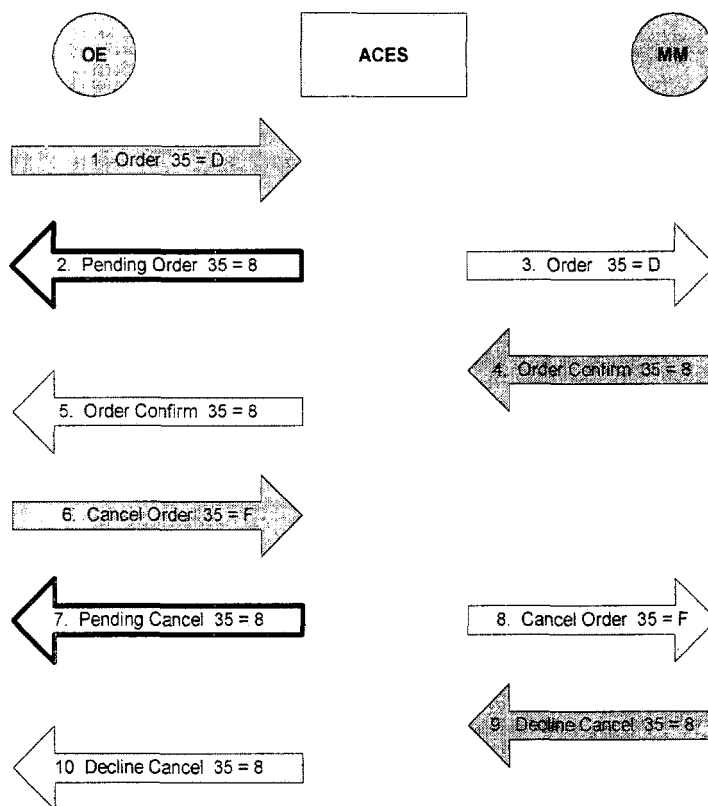 OE
ACES
MM
1. Order 35 = D
2. Pending Order 35 = 8
3. Order 35 = D
4. Order Confirm 35 = 8
5. Order Confirm 35 = 8
6. Cancel Order 35 = F
7. Pending Cancel 35 = 8
8. Cancel Order 35 = F
9. Decline Cancel 35 = 8
10 Decline Cancel 35 = 8